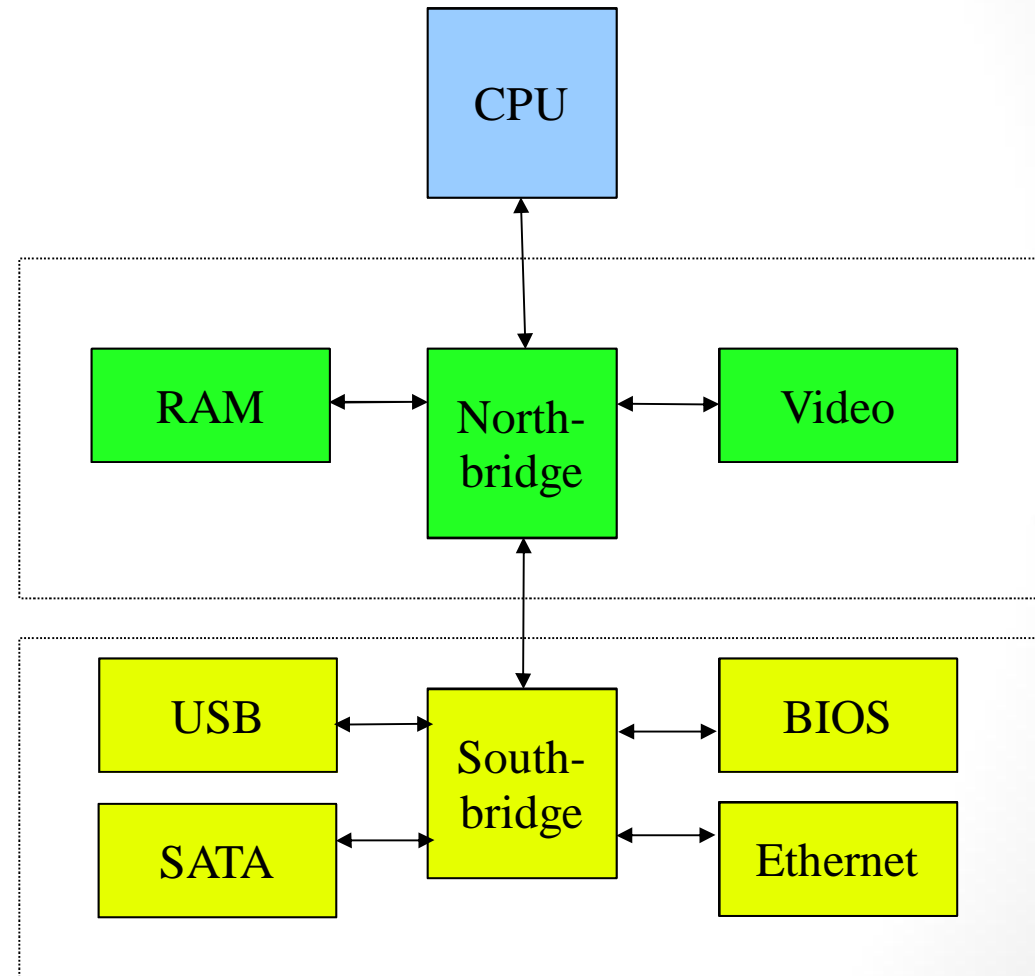 CPU
RAM
North-
bridge
Video
USB
South-
bridge
BIOS
SATA
Ethernet